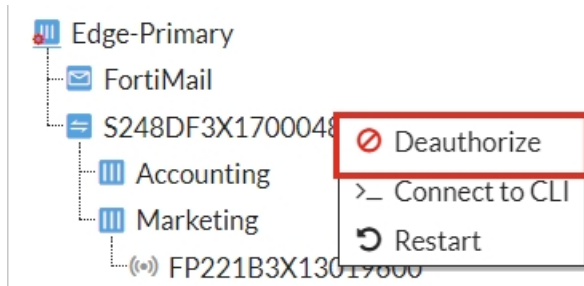 Edge-Primary
FortiMail
S248DF3X1700048
Deauthorize
Accounting
>_ Connect to CLI
Marketing
Restart
FP221B3X13019600